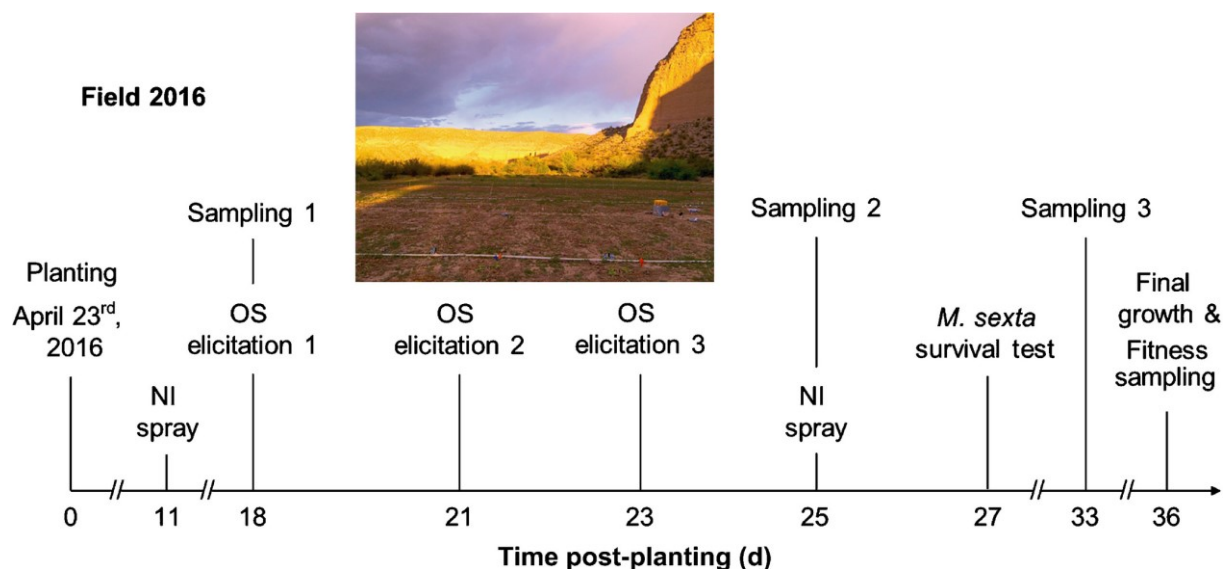 Field 2016
Sampling 1
Sampling 2
Sampling 3
Planting
April 23rd,
2016
OS
elicitation 1
OS
elicitation 2
OS
elicitation 3
M. sexta
survival test
Final
growth &
Fitness
sampling
NI
spray
NI
spray
0
11
18
21
23
25
27
33
36
Time post-planting (d)